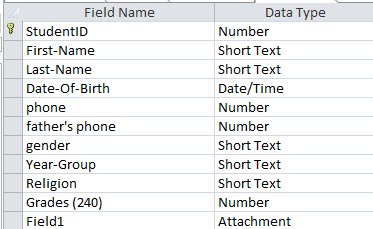 Field Name Data Type
StudentID Number
First-Name Short Text
Last-Name Short Text
Date-Of-Birth Date/Time
phone Number
father's phone Number
gender Short Text
Year-Group Short Text
Religion Short Text
Grades (240) Number
Field1 Attachment